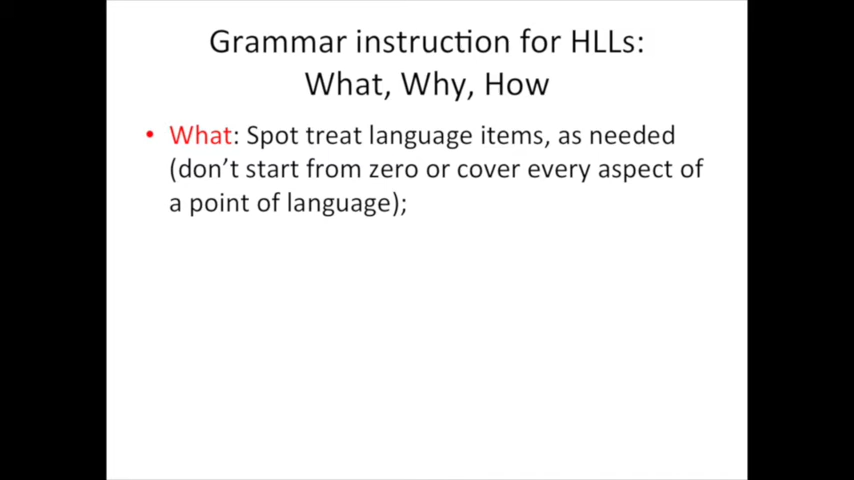 Grammar instruction for HLLs:
What, Why, How
• What: Spot treat language items, as needed
(don’t start from zero or cover every aspect of
a point of language);